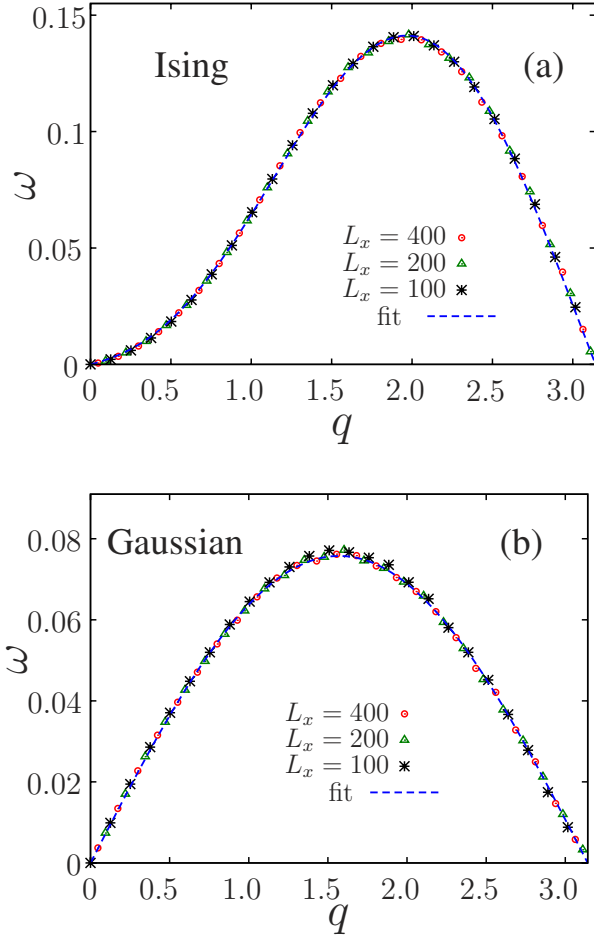 Ising
(a)
ω
0.15
0.10
0.05
0
L_x = 400
L_x = 200
L_x = 100
fit
0 0.5 1.0 1.5 2.0 2.5 3.0
q
Gaussian
(b)
ω
0.08
0.06
0.04
0.02
0
L_x = 400
L_x = 200
L_x = 100
fit
0 0.5 1.0 1.5 2.0 2.5 3.0
q